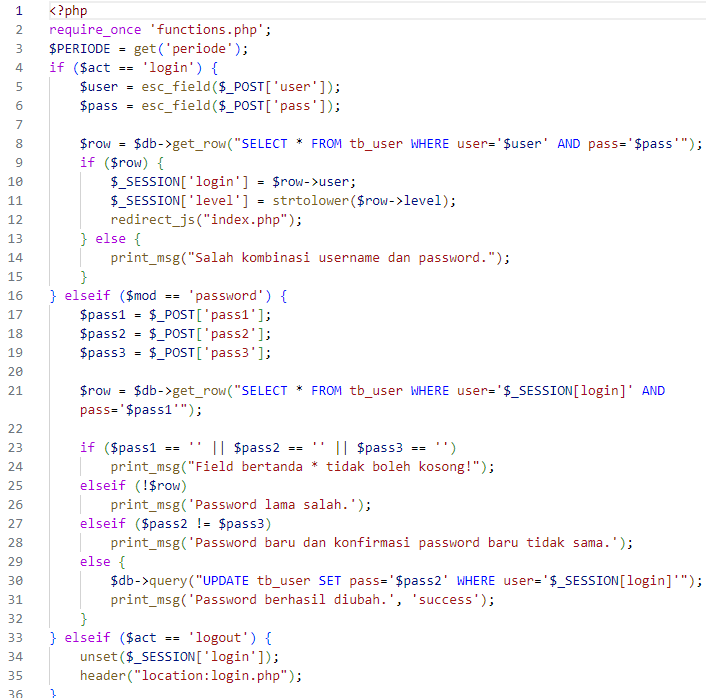 1 <?php
2 require_once 'functions.php';
3 $PERIODE = get('periode');
4 if ($act == 'login') {
5     $user = esc_field($_POST['user']);
6     $pass = esc_field($_POST['pass']);
7
8     $row = $db->get_row("SELECT * FROM tb_user WHERE user='$user' AND pass='$pass'");
9     if ($row) {
10         $_SESSION['login'] = $row->user;
11         $_SESSION['level'] = strtolower($row->level);
12         redirect_js("index.php");
13     } else {
14         print_msg("Salah kombinasi username dan password.");
15     }
16 } elseif ($mod == 'password') {
17     $pass1 = $_POST['pass1'];
18     $pass2 = $_POST['pass2'];
19     $pass3 = $_POST['pass3'];
20
21     $row = $db->get_row("SELECT * FROM tb_user WHERE user='$_SESSION[login]' AND
pass='$pass1'");
22
23     if ($pass1 == '' || $pass2 == '' || $pass3 == '')
24         print_msg("Field bertanda * tidak boleh kosong!");
25     elseif (!$row)
26         print_msg('Password lama salah.');
27     elseif ($pass2 != $pass3)
28         print_msg('Password baru dan konfirmasi password baru tidak sama.');
29     else {
30         $db->query("UPDATE tb_user SET pass='$pass2' WHERE user='$_SESSION[login]'");
31         print_msg('Password berhasil diubah.', 'success');
32     }
33 } elseif ($act == 'logout') {
34     unset($_SESSION['login']);
35     header("location:login.php");
36 }